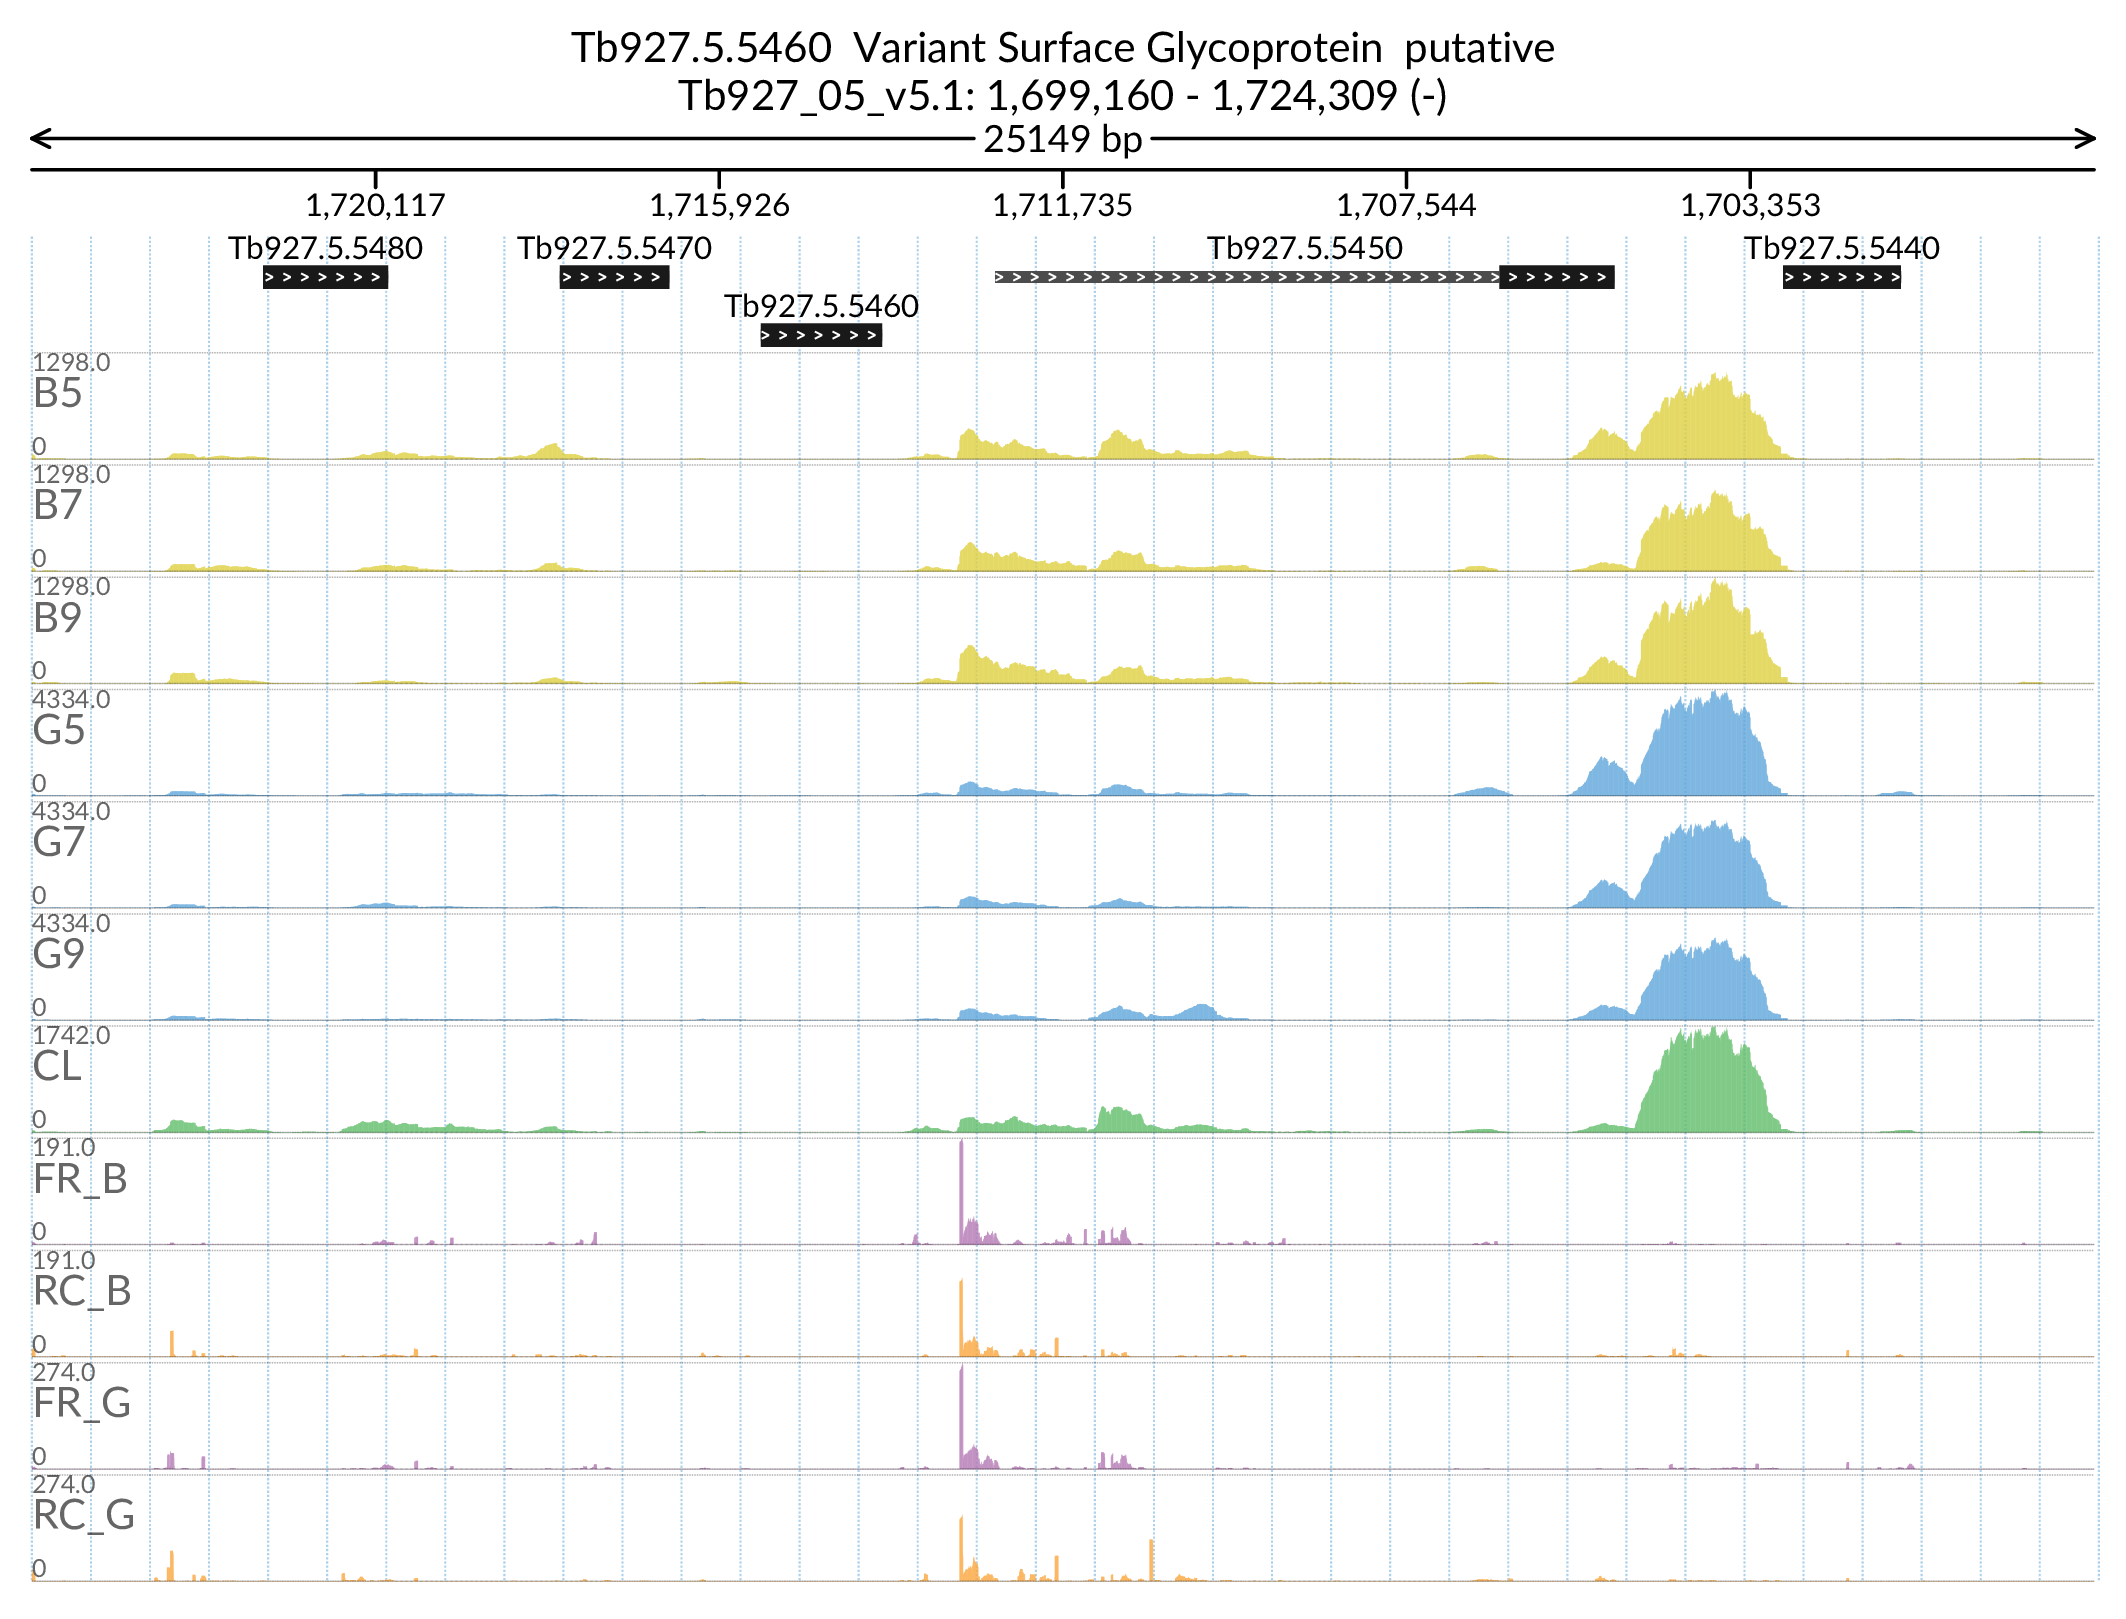 Tb927.5.5460  Variant Surface Glycoprotein  putative
Tb927_05_v5.1: 1,699,160 - 1,724,309 (-)
25149 bp
1,720,117 1,715,926 1,711,735 1,707,544 1,703,353
Tb927.5.5480 Tb927.5.5470 Tb927.5.5450 Tb927.5.5440
Tb927.5.5460
1298.0
B5
0
1298.0
B7
0
1298.0
B9
0
4334.0
G5
0
4334.0
G7
0
4334.0
G9
0
1742.0
CL
0
191.0
FR_B
0
191.0
RC_B
0
274.0
FR_G
0
274.0
RC_G
0